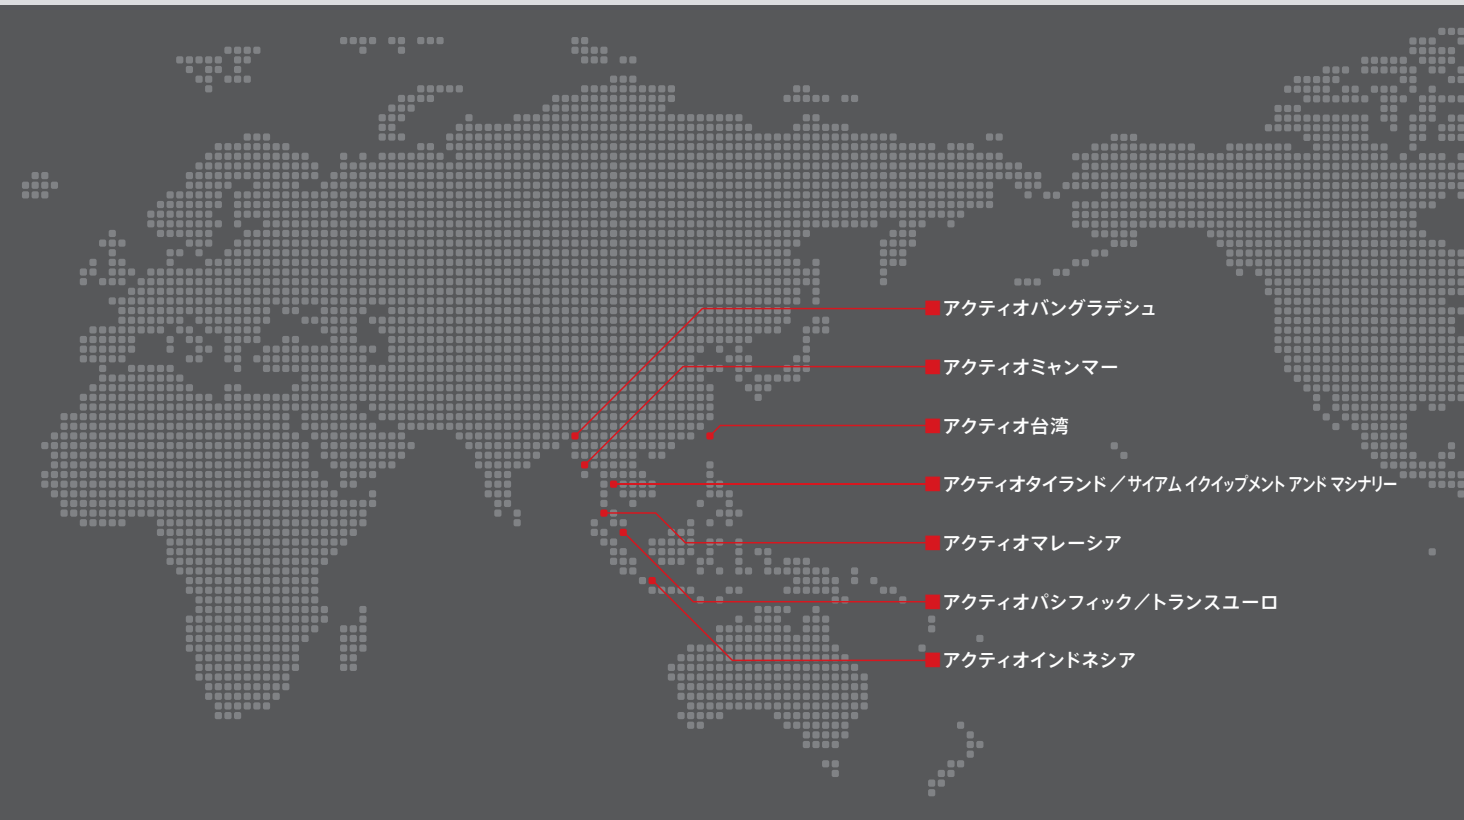 アクティオバングラデシュ
アクティオミャンマー
アクティオ台湾
アクティオタイランド／サイアム イクイップメント アンド マシナリー
アクティオマレーシア
アクティオパシフィック／トランスユーロ
アクティオインドネシア